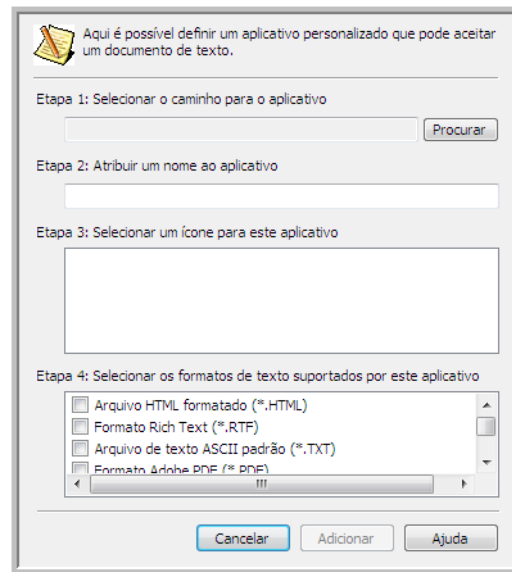 Aqui é possível definir um aplicativo personalizado que pode aceitar
um documento de texto.
Etapa 1: Selecionar o caminho para o aplicativo
Procurar
Etapa 2: Atribuir um nome ao aplicativo
Etapa 3: Selecionar um ícone para este aplicativo
Etapa 4: Selecionar os formatos de texto suportados por este aplicativo
Arquivo HTML formatado (*.HTML)
Formato Rich Text (*.RTF)
Arquivo de texto ASCII padrão (*.TXT)
Formato Adobe PDF (*.PDF)
Cancelar Adicionar Ajuda